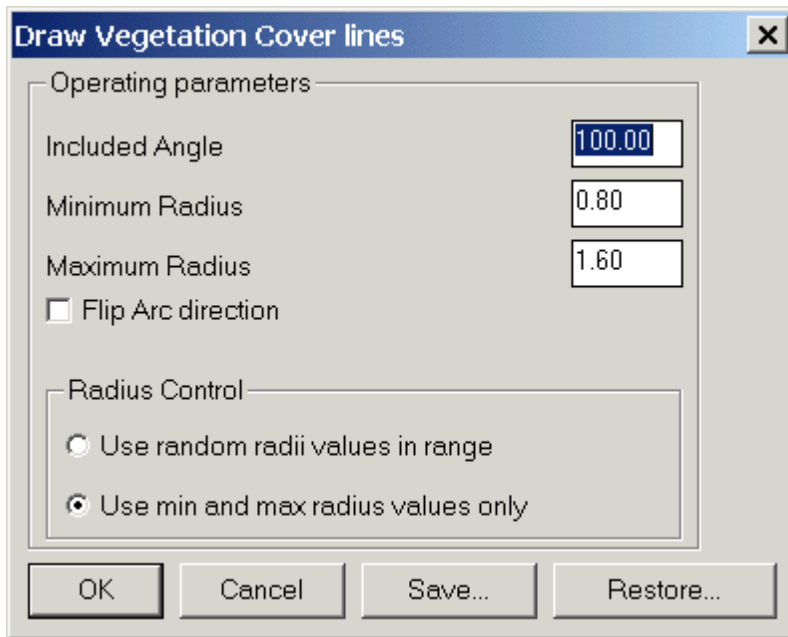 Draw Vegetation Cover lines
Operating parameters
Included Angle 100.00
Minimum Radius 0.80
Maximum Radius 1.60
Flip Arc direction
Radius Control
Use random radii values in range
Use min and max radius values only
OK Cancel Save... Restore...